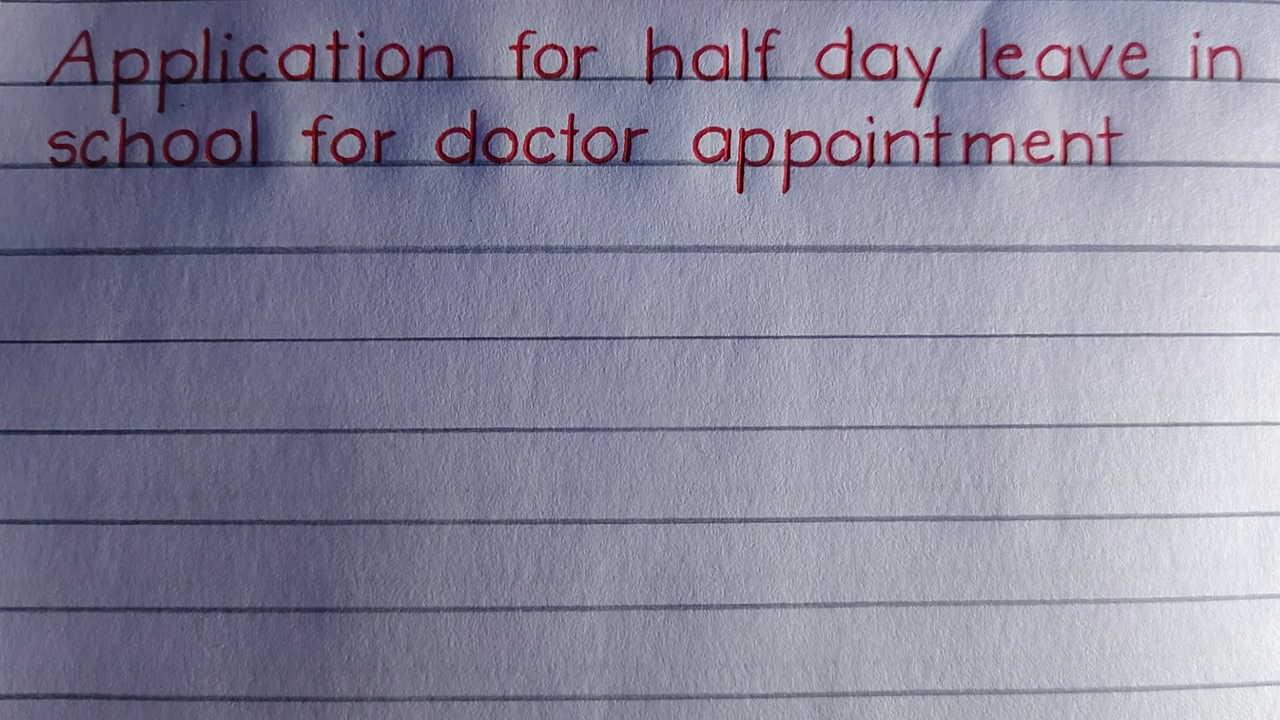 Application for half day leave in
school for doctor appointment